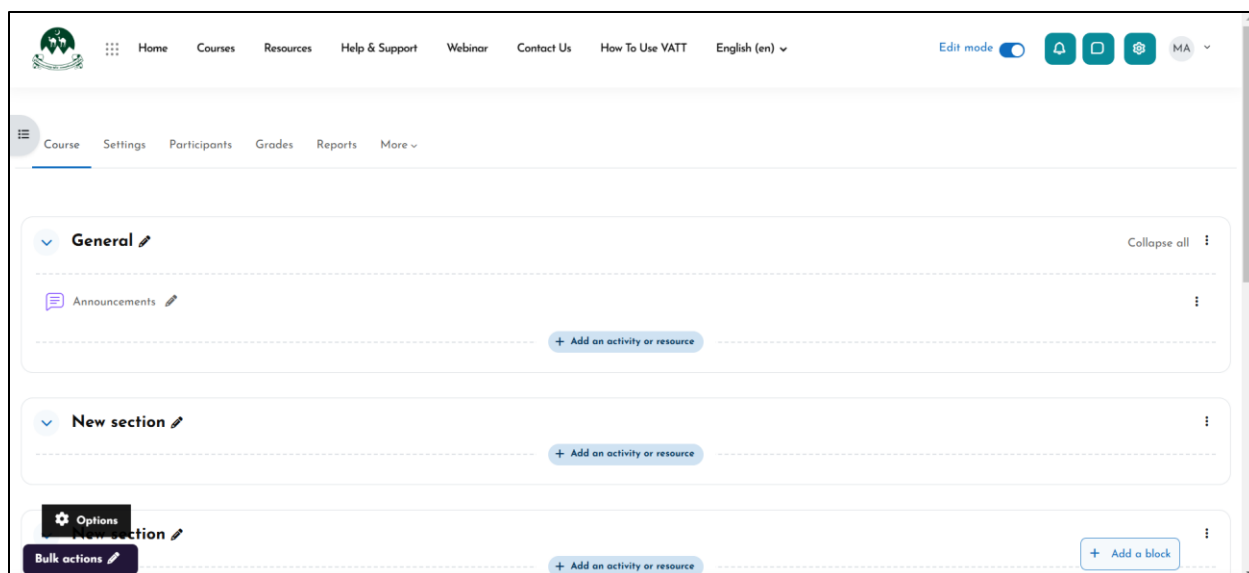 Home Courses Resources Help & Support Webinar Contact Us How To Use VATT English (en) Edit mode MA
Course Settings Participants Grades Reports More
General Collapse all
Announcements
+ Add an activity or resource
New section
+ Add an activity or resource
Options
New section
Bulk actions
+ Add a block
+ Add an activity or resource